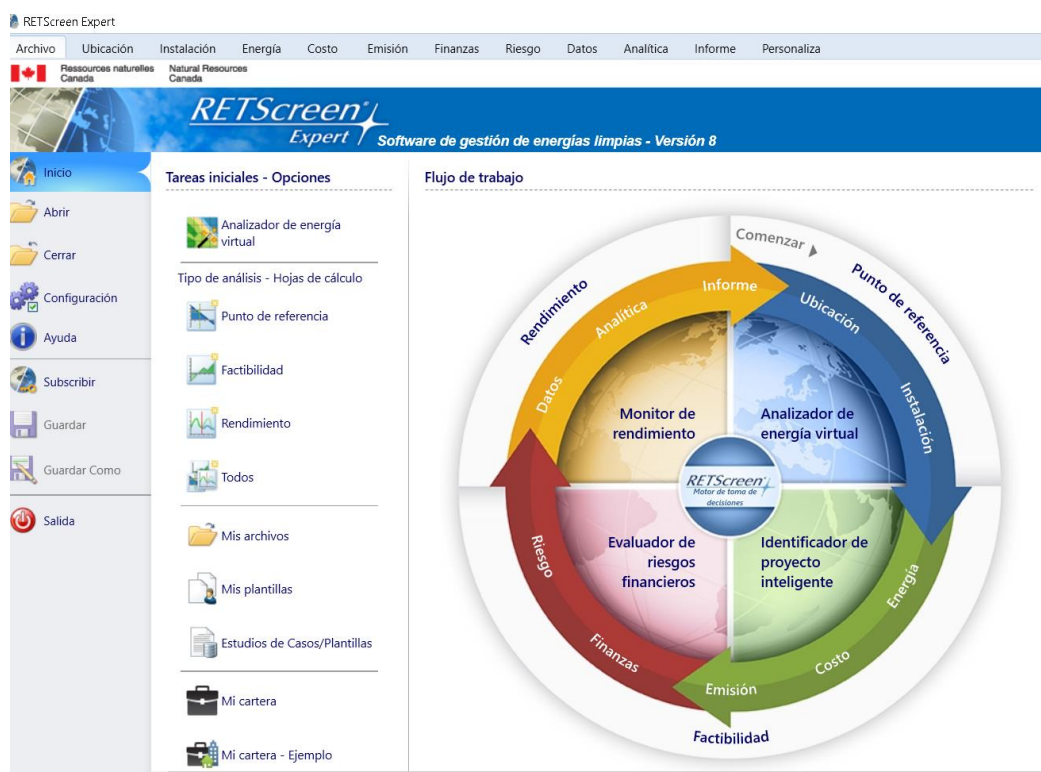 RETScreen Expert
Archivo Ubicación Instalación Energía Costo Emisión Finanzas Riesgo Datos Analítica Informe Personaliza
Ressources naturelles Natural Resources
Canada Canada
RETScreen
Expert
Software de gestión de energías limpias - Versión 8
Inicio
Abrir
Cerrar
Configuración
Ayuda
Subscribir
Guardar
Guardar Como
Salida
Tareas iniciales - Opciones
Analizador de energía
virtual
Tipo de análisis - Hojas de cálculo
Punto de referencia
Factibilidad
Rendimiento
Todos
Mis archivos
Mis plantillas
Estudios de Casos/Plantillas
Mi cartera
Mi cartera - Ejemplo
Flujo de trabajo
Comenzar
Punto de referencia
Ubicación
Instalación
Analizador de
energía virtual
Energía
Costo
Emisión
Identificador de
proyecto
inteligente
Factibilidad
Finanzas
Riesgo
Evaluador de
riesgos
financieros
Rendimiento
Datos
Analítica
Informe
Monitor de
rendimiento
RETScreen
Motor de toma de
decisiones